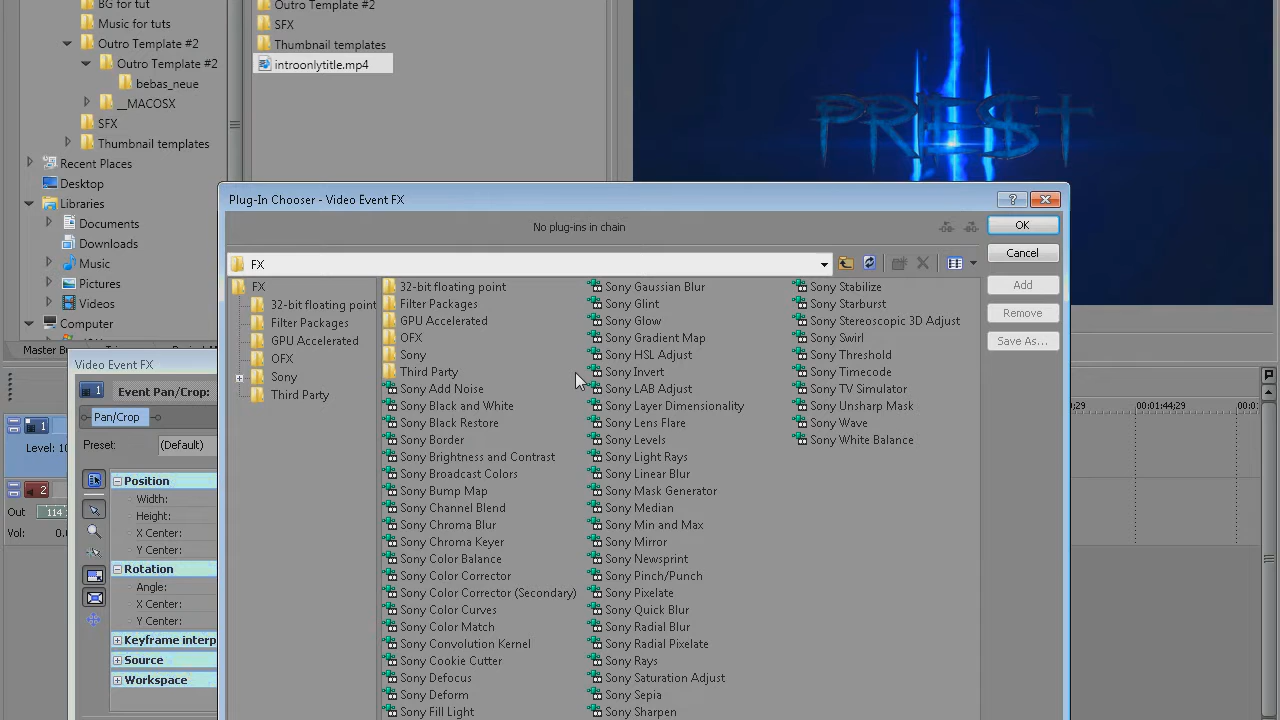 BG for tut
Music for tuts
Outro Template #2
Outro Template #2
bebas_neue
__MACOSX
SFX
Thumbnail templates
Recent Places
Desktop
Libraries
Documents
Downloads
Music
Pictures
Videos
Computer
Outro Template #2
SFX
Thumbnail templates
introonlytitle.mp4
PRIEST
Plug-In Chooser - Video Event FX
No plug-ins in chain
OK
Cancel
Add
Remove
Save As...
FX
FX
32-bit floating point
Filter Packages
GPU Accelerated
OFX
Sony
Third Party
32-bit floating point
Filter Packages
GPU Accelerated
OFX
Sony
Third Party
Sony Add Noise
Sony Black and White
Sony Black Restore
Sony Border
Sony Brightness and Contrast
Sony Broadcast Colors
Sony Bump Map
Sony Channel Blend
Sony Chroma Blur
Sony Chroma Keyer
Sony Color Balance
Sony Color Corrector
Sony Color Corrector (Secondary)
Sony Color Curves
Sony Color Match
Sony Convolution Kernel
Sony Cookie Cutter
Sony Defocus
Sony Deform
Sony Fill Light
Sony Gaussian Blur
Sony Glint
Sony Glow
Sony Gradient Map
Sony HSL Adjust
Sony Invert
Sony LAB Adjust
Sony Layer Dimensionality
Sony Lens Flare
Sony Levels
Sony Light Rays
Sony Linear Blur
Sony Mask Generator
Sony Median
Sony Min and Max
Sony Mirror
Sony Newsprint
Sony Pinch/Punch
Sony Pixelate
Sony Quick Blur
Sony Radial Blur
Sony Radial Pixelate
Sony Rays
Sony Saturation Adjust
Sony Sepia
Sony Sharpen
Sony Stabilize
Sony Starburst
Sony Stereoscopic 3D Adjust
Sony Swirl
Sony Threshold
Sony Timecode
Sony TV Simulator
Sony Unsharp Mask
Sony Wave
Sony White Balance
Master Bu
Video Event FX
1 Event Pan/Crop:
Pan/Crop
Preset: (Default)
Position
Width:
Height:
X Center:
Y Center:
Rotation
Angle:
X Center:
Y Center:
Keyframe interp
Source
Workspace
1
Level: 10
2
Out 114
Vol: 0.
;29 00:01:44;29 00:0